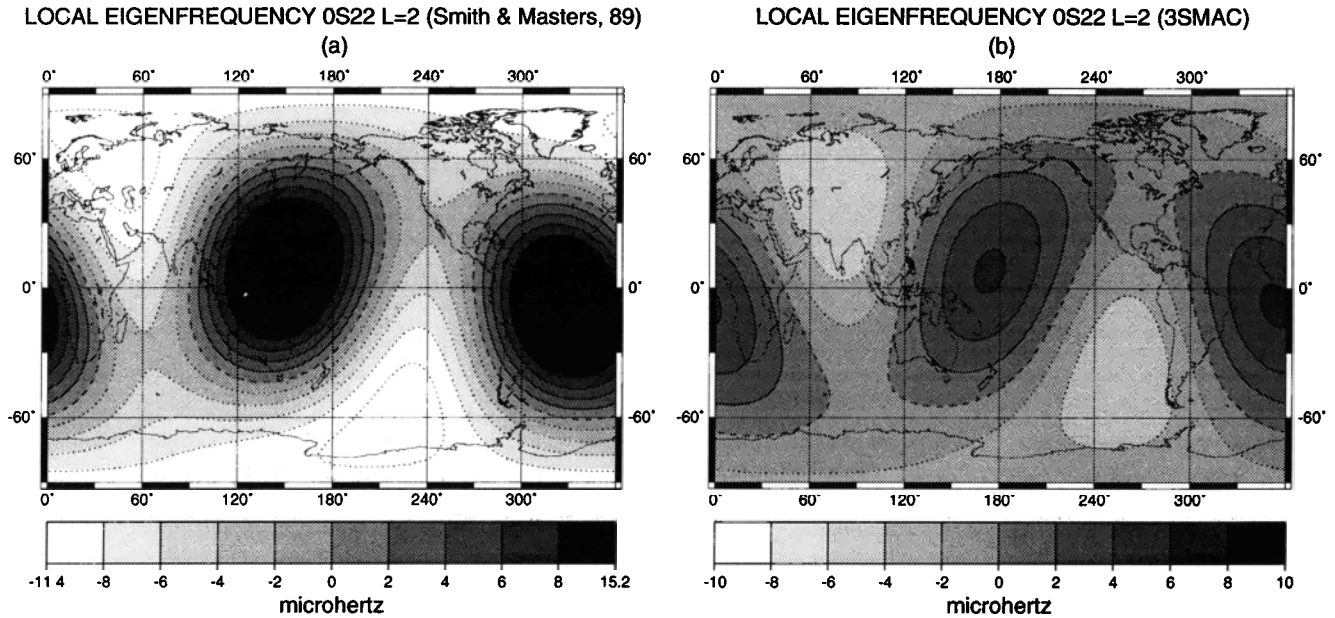 LOCAL EIGENFREQUENCY 0S22 L=2 (Smith & Masters, 89)
(a)
0° 60° 120° 180° 240° 300°
60° 60°
0° 0°
-60° -60°
0° 60° 120° 180° 240° 300°
-11.4 -8 -6 -4 -2 0 2 4 6 8 15.2
microhertz
LOCAL EIGENFREQUENCY 0S22 L=2 (3SMAC)
(b)
0° 60° 120° 180° 240° 300°
60°
0°
-60°
0° 60° 120° 180° 240° 300°
-10 -8 -6 -4 -2 0 2 4 6 8 10
microhertz